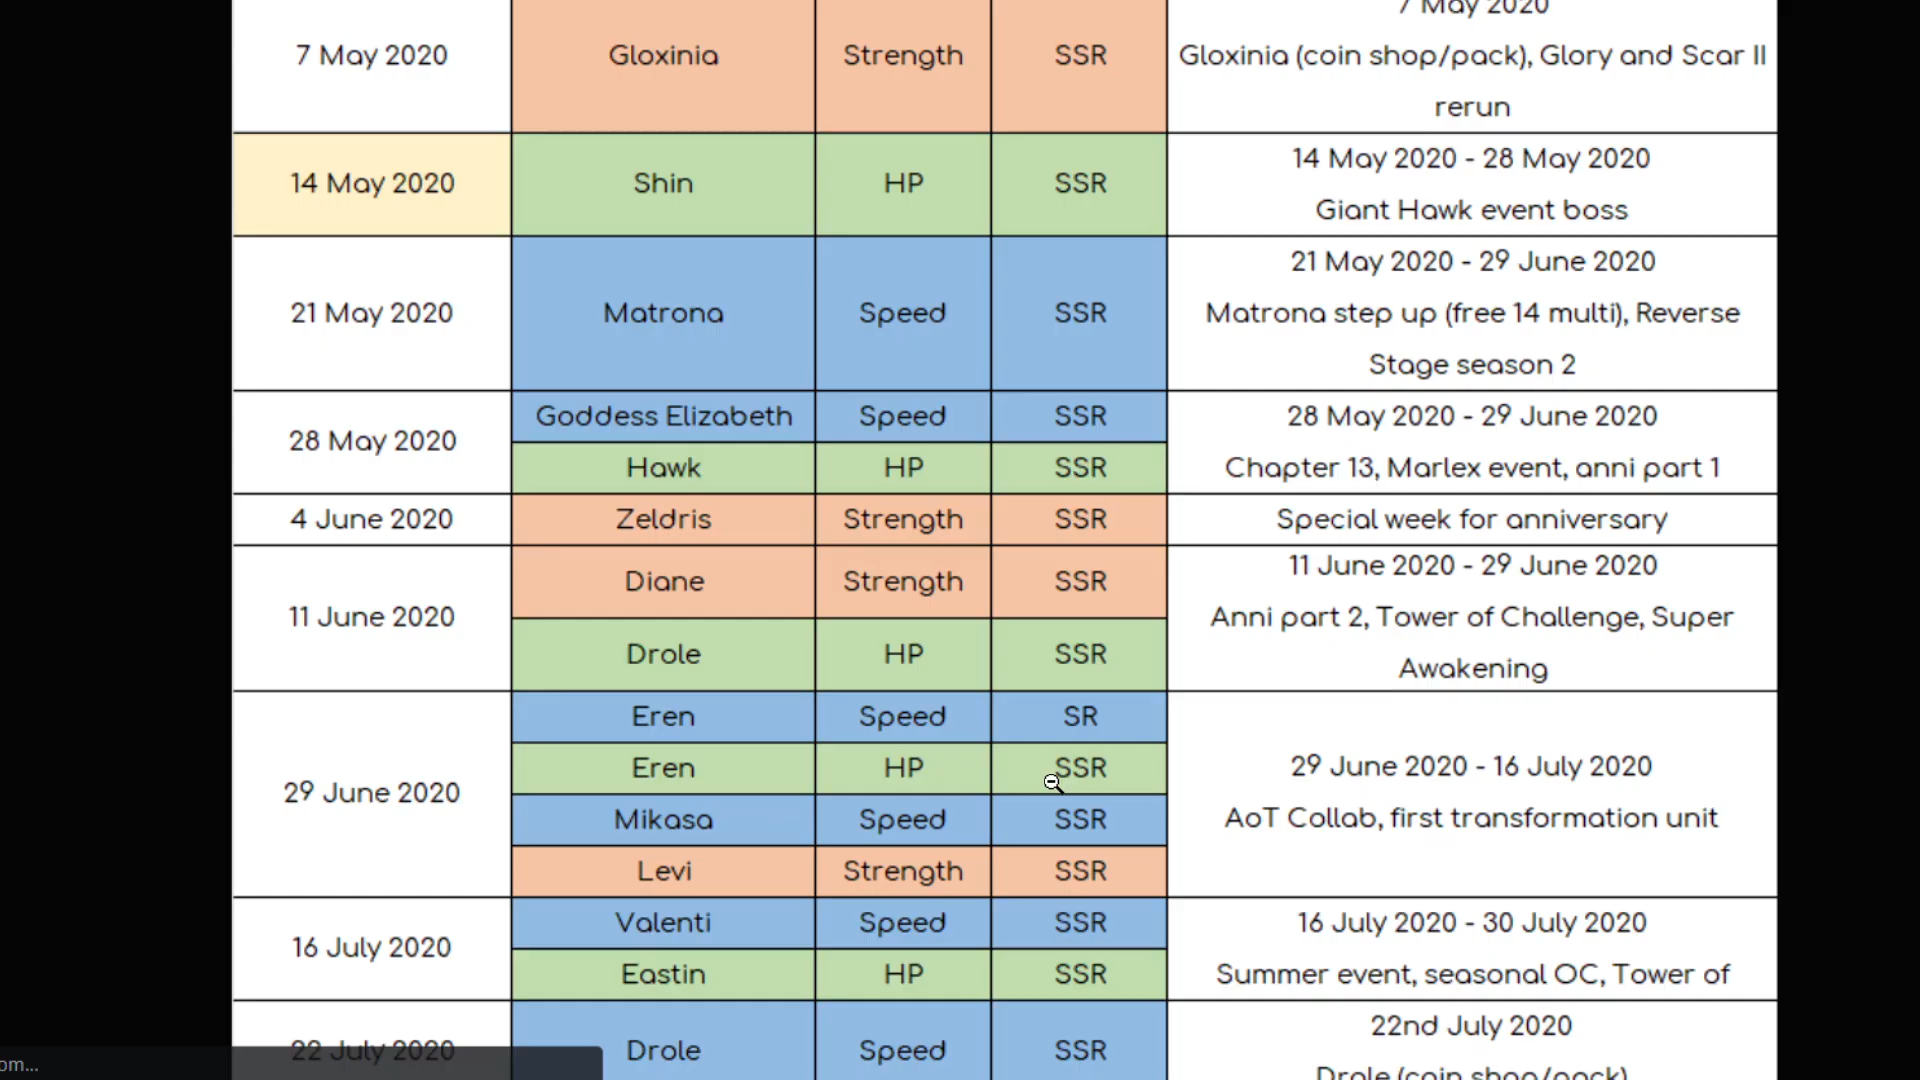 7 May 2020
7 May 2020 Gloxinia Strength SSR Gloxinia (coin shop/pack), Glory and Scar II
rerun
14 May 2020 - 28 May 2020
14 May 2020 Shin HP SSR
Giant Hawk event boss
21 May 2020 - 29 June 2020
21 May 2020 Matrona Speed SSR Matrona step up (free 14 multi), Reverse
Stage season 2
Goddess Elizabeth Speed SSR 28 May 2020 - 29 June 2020
28 May 2020
Hawk HP SSR Chapter 13, Marlex event, anni part 1
4 June 2020 Zeldris Strength SSR Special week for anniversary
11 June 2020 - 29 June 2020
Diane Strength SSR
11 June 2020 Anni part 2, Tower of Challenge, Super
Drole HP SSR
Awakening
Eren Speed SR
Eren HP SSR 29 June 2020 - 16 July 2020
29 June 2020
Mikasa Speed SSR AoT Collab, first transformation unit
Levi Strength SSR
Valenti Speed SSR 16 July 2020 - 30 July 2020
16 July 2020
Eastin HP SSR Summer event, seasonal OC, Tower of
22nd July 2020
22 July 2020 Drole Speed SSR
Drole (coin shop/pack)
om...